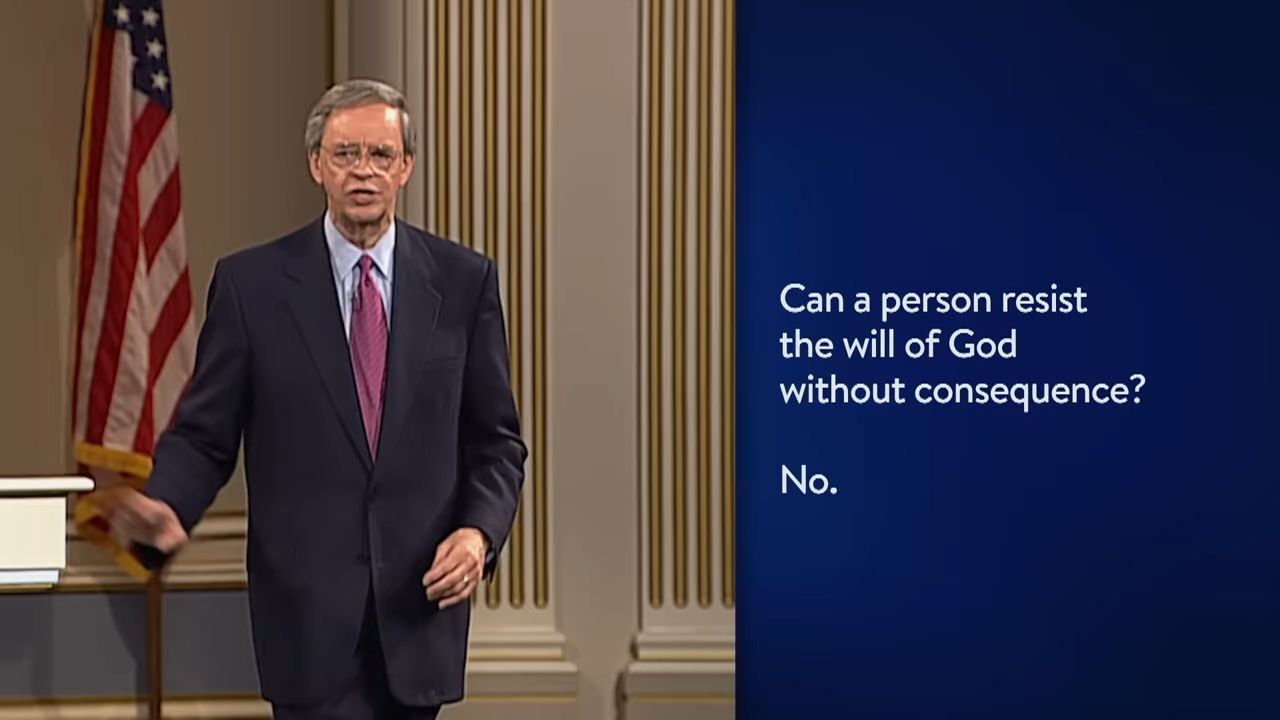 Can a person resist
the will of God
without consequence?
No.